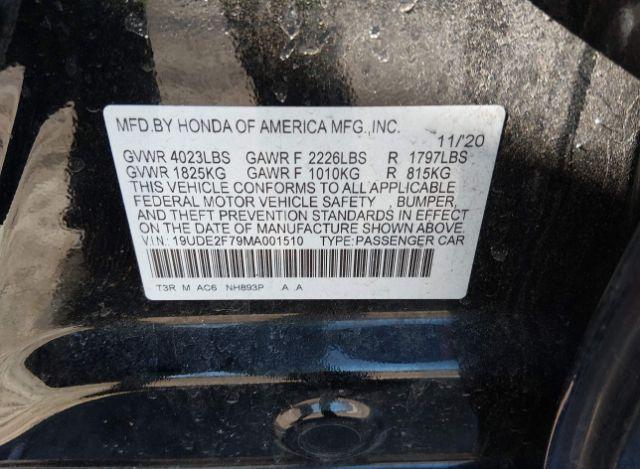 MFD.BY HONDA OF AMERICA MFG.,INC. 11/20
GVWR 4023LBS GAWR F 2226LBS R 1797LBS
GVWR 1825KG GAWR F 1010KG R 815KG
THIS VEHICLE CONFORMS TO ALL APPLICABLE
FEDERAL MOTOR VEHICLE SAFETY , BUMPER,
AND THEFT PREVENTION STANDARDS IN EFFECT
ON THE DATE OF MANUFACTURE SHOWN ABOVE.
V.I.N: 19UDE2F79MA001510 TYPE:PASSENGER CAR
T3R M AC6 NH893P A A